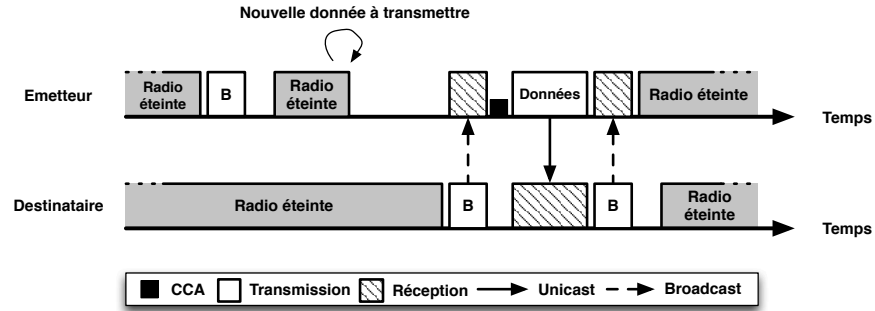 Nouvelle donnée à transmettre
Emetteur
Radio
éteinte
B
Radio
éteinte
Données
Radio éteinte
Temps
Destinataire
Radio éteinte
B
B
Radio
éteinte
Temps
CCA Transmission Réception Unicast Broadcast